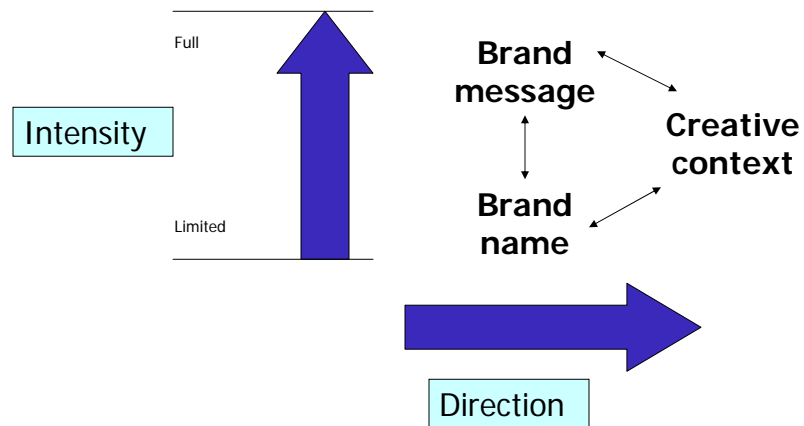 Full
Intensity
Limited
Brand
message
Creative
context
Brand
name
Direction